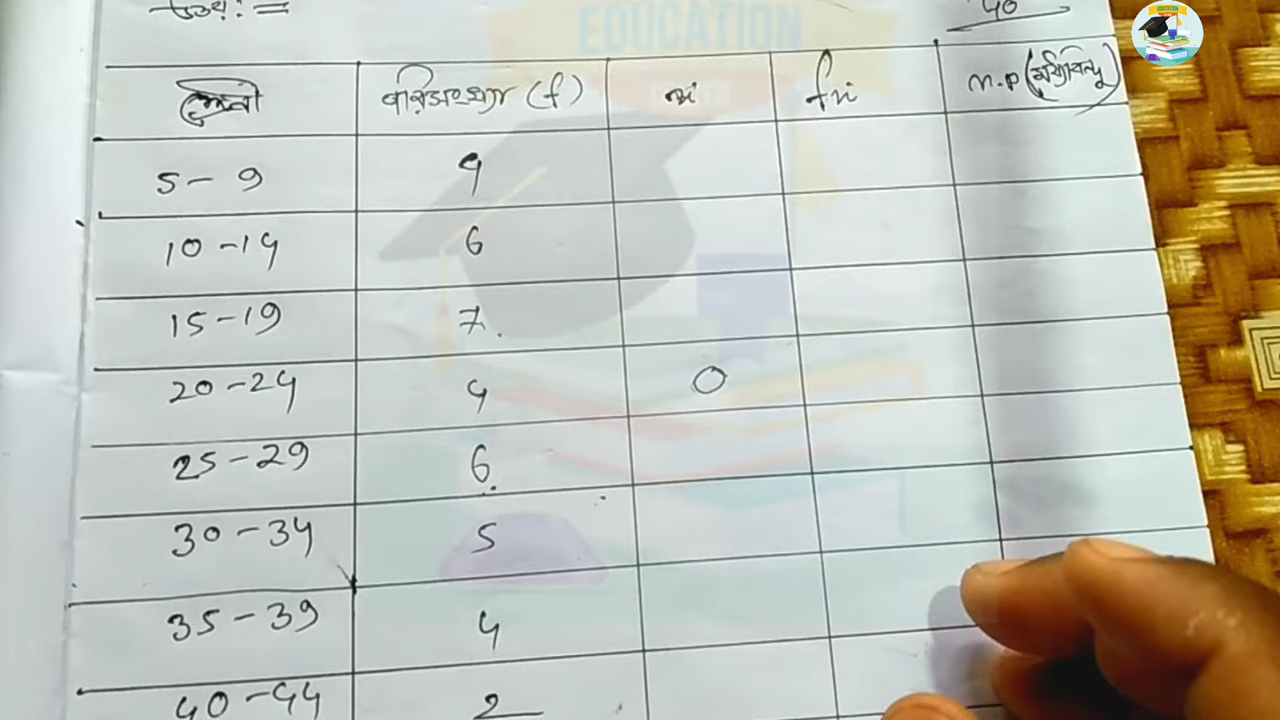 উত্তর: =
40
EDUCATION
শ্রেণী পরিসংখ্যা (f) xi fxi M.P (মধ্যবিন্দু)
5 - 9 4
10 - 14 6
15 - 19 7
20 - 24 4 0
25 - 29 6
30 - 34 5
35 - 39 4
40 - 44 2